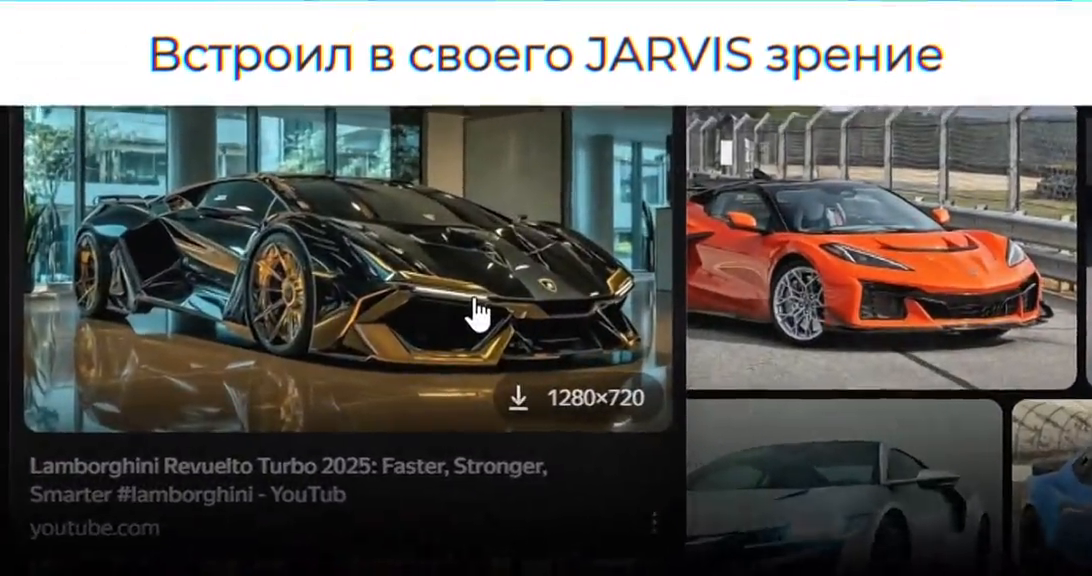 Встроил в своего JARVIS зрение
1280×720
Lamborghini Revuelto Turbo 2025: Faster, Stronger,
Smarter #lamborghini - YouTub
youtube.com